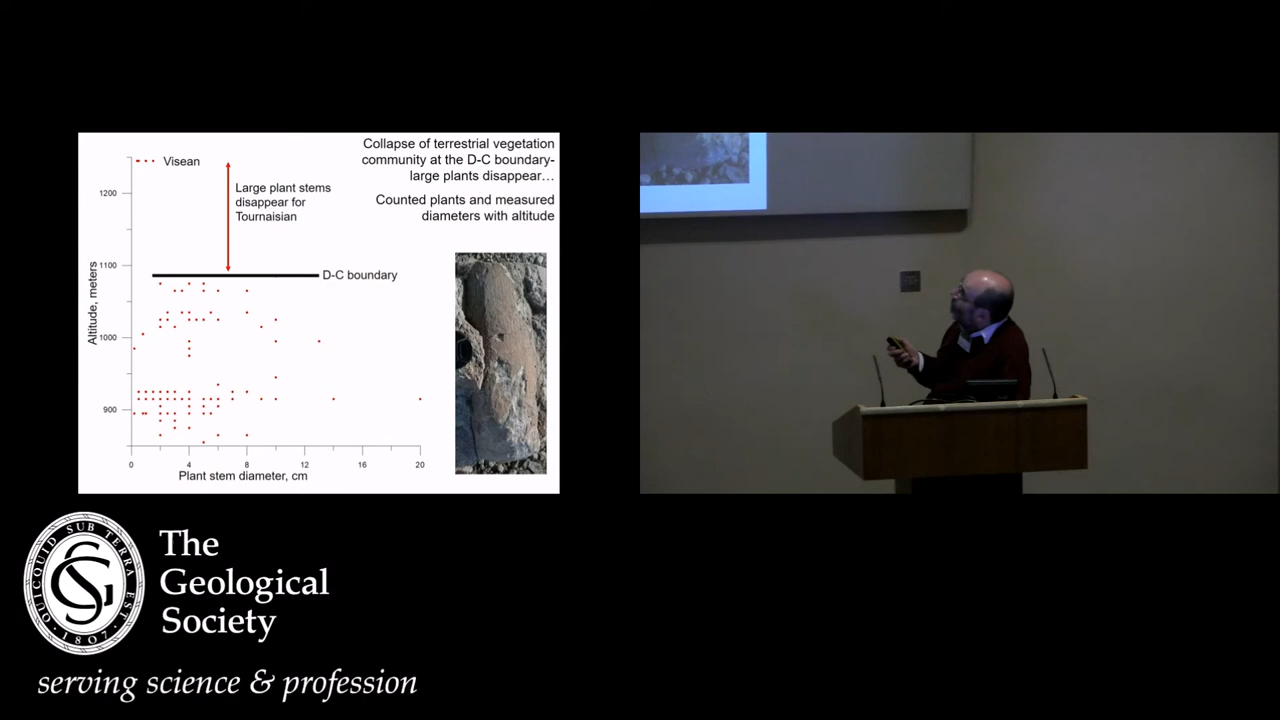 Collapse of terrestrial vegetation
community at the D-C boundary-
large plants disappear…
Counted plants and measured
diameters with altitude
Visean
Large plant stems
disappear for
Tournaisian
D-C boundary
Altitude, meters
1200
1100
1000
900
0 4 8 12 16 20
Plant stem diameter, cm
QUICQUID SUB TERRA EST
1807
The
Geological
Society
serving science & profession